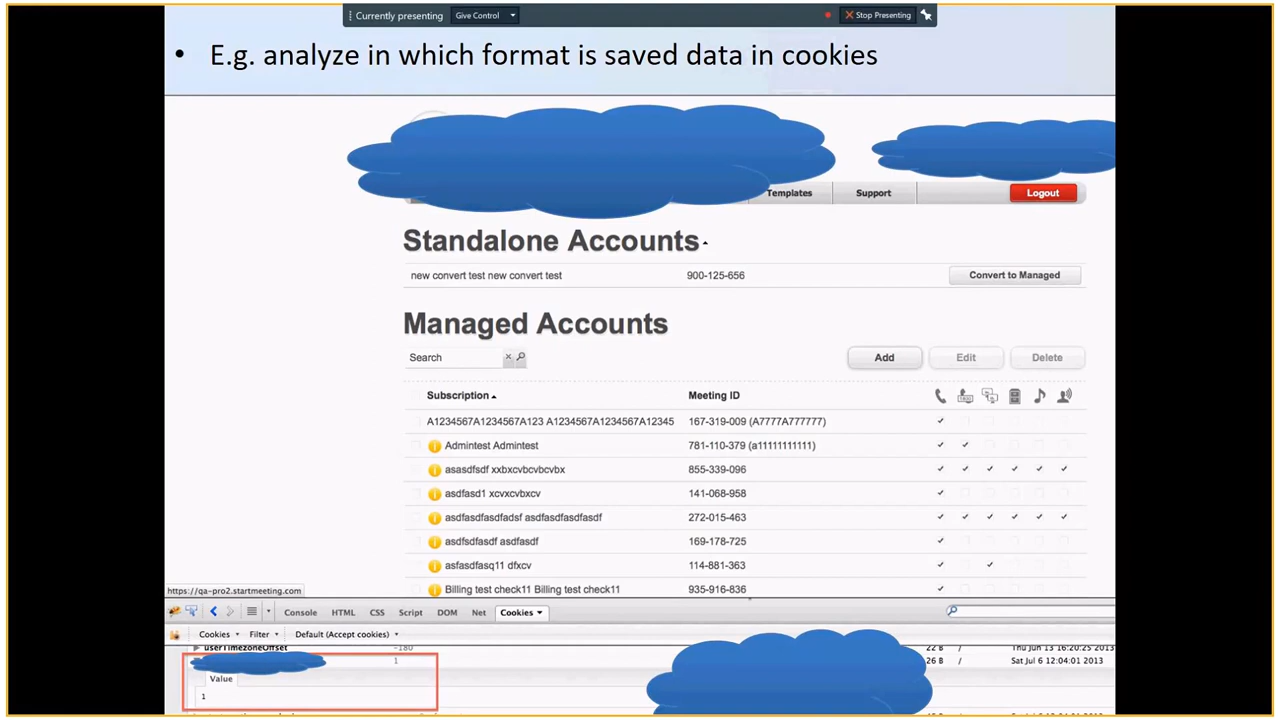 Currently presenting Give Control Stop Presenting
• E.g. analyze in which format is saved data in cookies
Templates Support Logout
Standalone Accounts
new convert test new convert test 900-125-656 Convert to Managed
Managed Accounts
Search Add Edit Delete
Subscription Meeting ID
A1234567A1234567A123 A1234567A1234567A12345 167-319-009 (A7777A777777)
Admintest Admintest 781-110-379 (a11111111111)
asasdfsdf xxbxcvbcvbcvbx 855-339-096
asdfasd1 xcvxcvbxcv 141-068-958
asdfasdfasdfadsf asdfasdfasdfasdf 272-015-463
asdfsdfasdf asdfasdf 169-178-725
asfasdfasq11 dfxcv 114-881-363
Billing test check11 Billing test check11 935-916-836
https://qa-pro2.startmeeting.com
Console HTML CSS Script DOM Net Cookies
Cookies Filter Default (Accept cookies)
userTimezoneOffset -180 22 B / Thu Jun 13 16:20:25 2013
1 26 B / Sat Jul 6 12:04:01 2013
Value
1